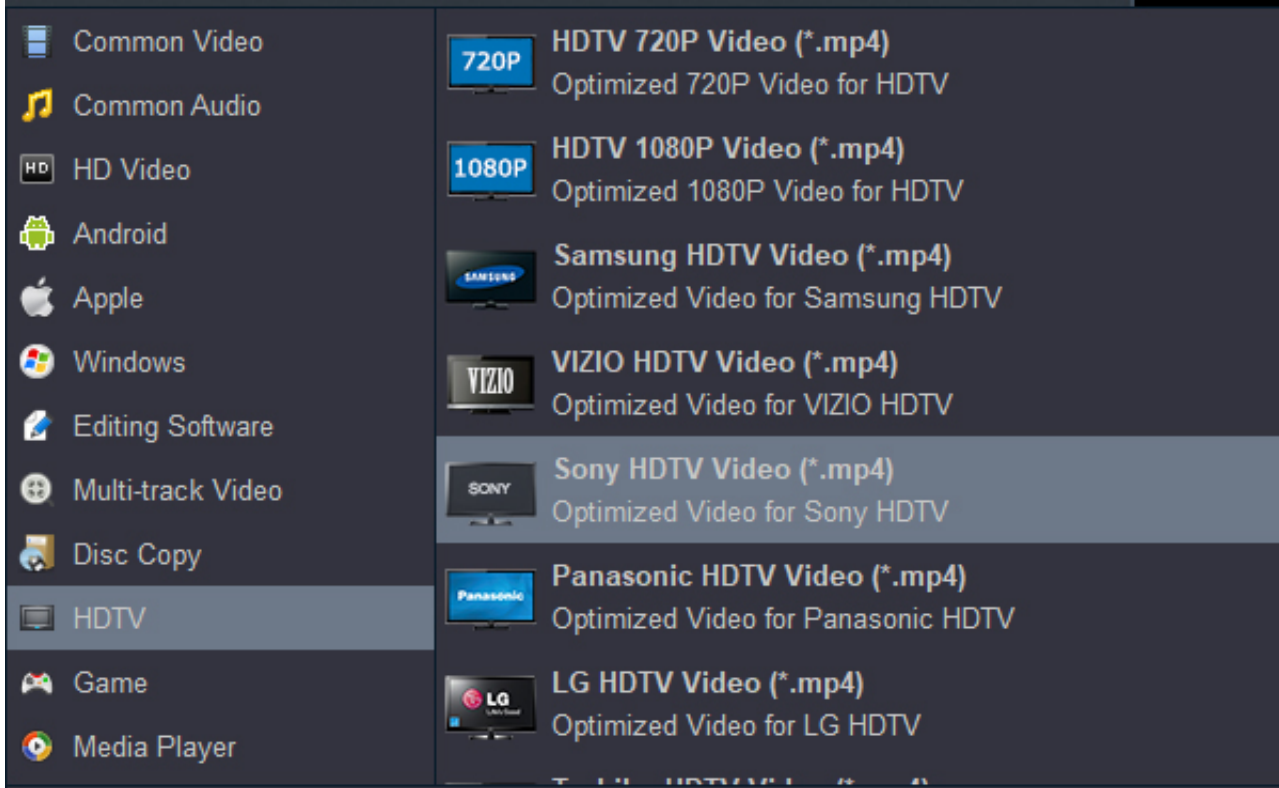 Common Video
Common Audio
HD
HD Video
Android
Apple
Windows
Editing Software
Multi-track Video
Disc Copy
HDTV
Game
Media Player
720P
HDTV 720P Video (*.mp4)
Optimized 720P Video for HDTV
1080P
HDTV 1080P Video (*.mp4)
Optimized 1080P Video for HDTV
SAMSUNG
Samsung HDTV Video (*.mp4)
Optimized Video for Samsung HDTV
VIZIO
VIZIO HDTV Video (*.mp4)
Optimized Video for VIZIO HDTV
SONY
Sony HDTV Video (*.mp4)
Optimized Video for Sony HDTV
Panasonic
Panasonic HDTV Video (*.mp4)
Optimized Video for Panasonic HDTV
LG
LG HDTV Video (*.mp4)
Optimized Video for LG HDTV